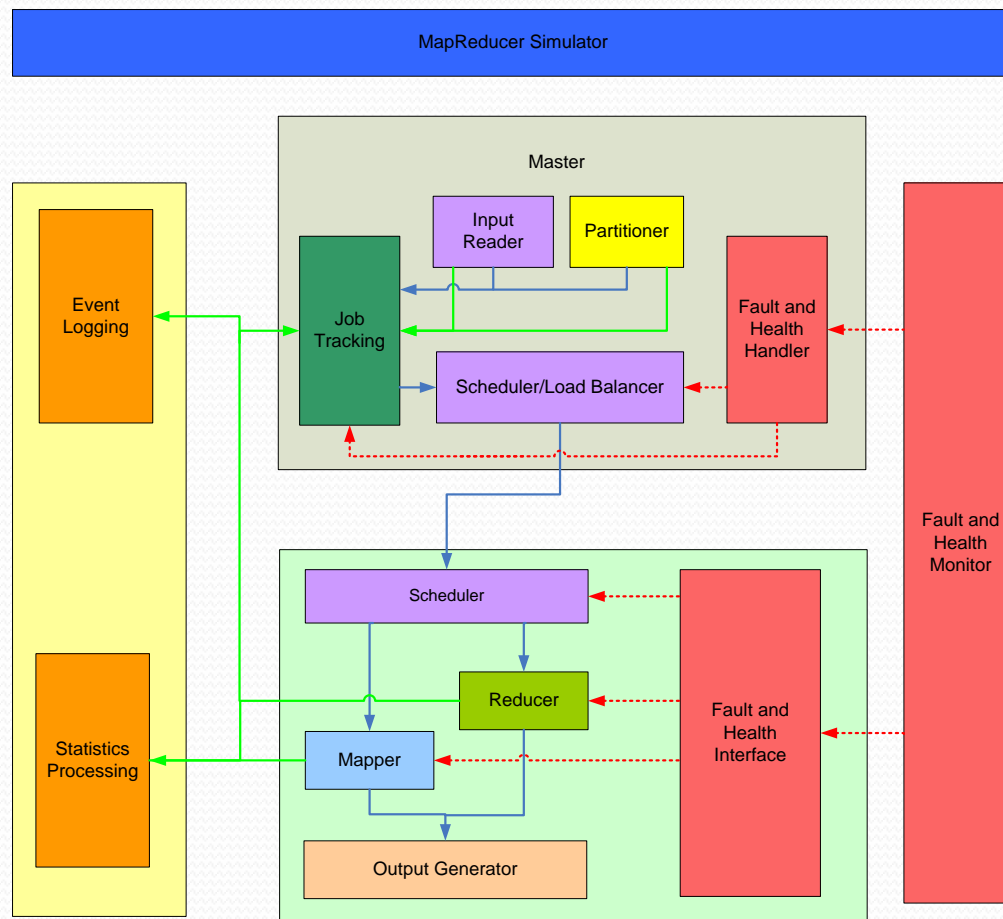 MapReducer Simulator
Master
Input
Reader
Partitioner
Event
Logging
Job
Tracking
Fault and
Health
Handler
Scheduler/Load Balancer
Fault and
Health
Monitor
Scheduler
Reducer
Fault and
Health
Interface
Statistics
Processing
Mapper
Output Generator